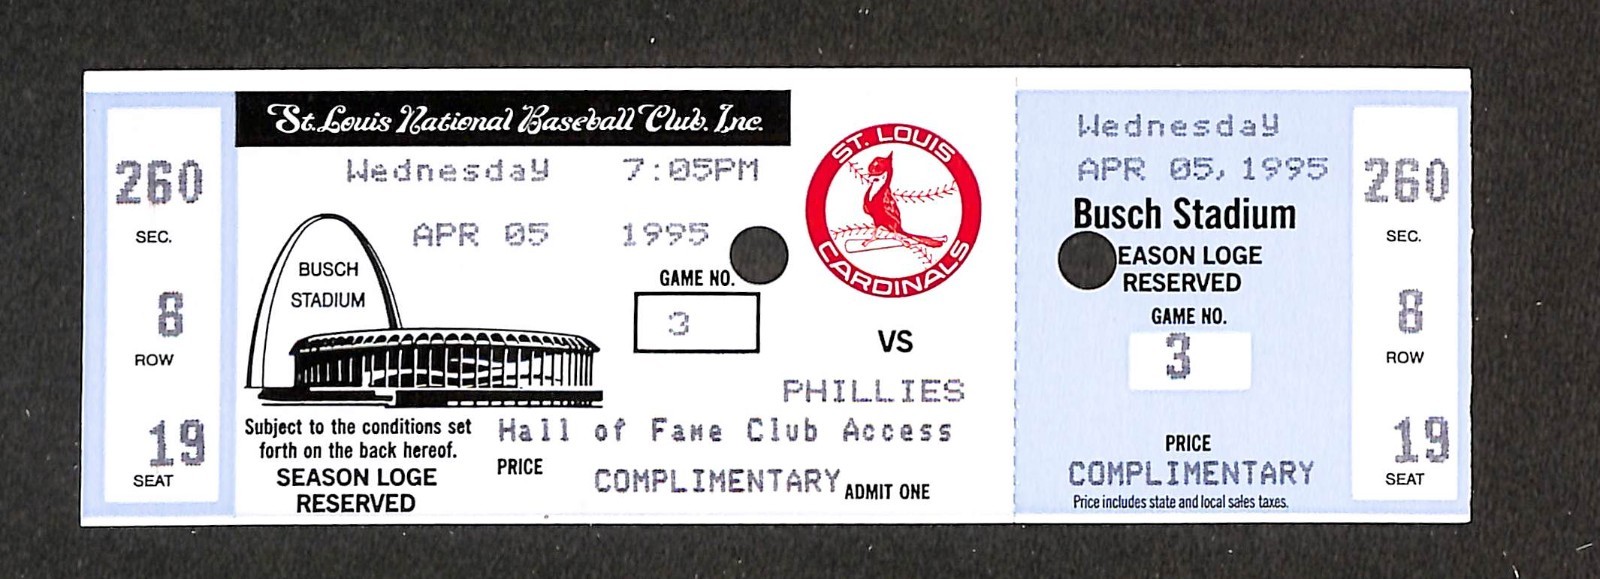 St. Louis National Baseball Club, Inc.
260
SEC.
8
ROW
19
SEAT
Wednesday 7:05PM
APR 05 1995
BUSCH
STADIUM
GAME NO.
3
ST. LOUIS
CARDINALS
VS
PHILLIES
Subject to the conditions set
forth on the back hereof.
SEASON LOGE
RESERVED
Hall of Fame Club Access
PRICE
COMPLIMENTARY
ADMIT ONE
Wednesday
APR 05, 1995
Busch Stadium
EASON LOGE
RESERVED
GAME NO.
3
PRICE
COMPLIMENTARY
Price includes state and local sales taxes.
260
SEC.
8
ROW
19
SEAT